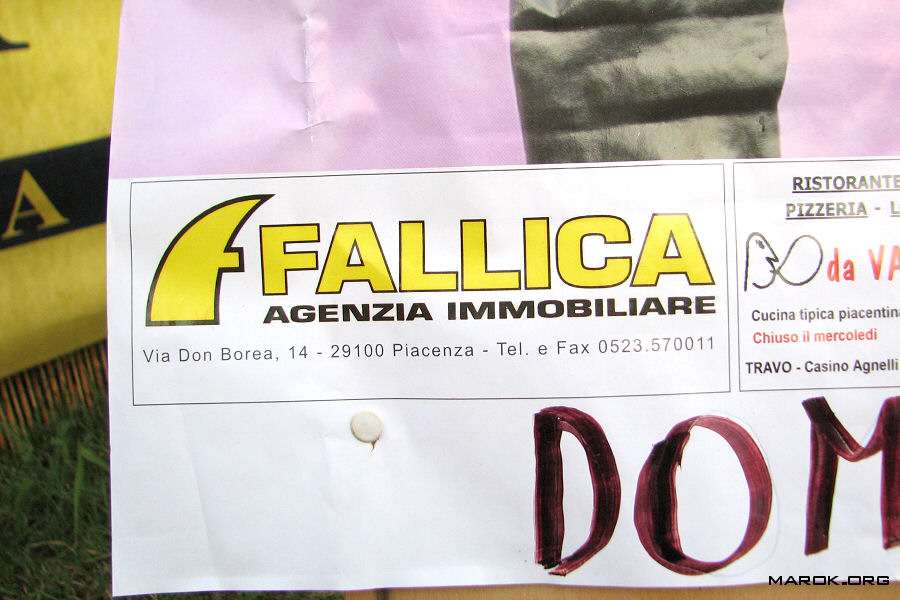 A
FALLICA
AGENZIA IMMOBILIARE
Via Don Borea, 14 - 29100 Piacenza - Tel. e Fax 0523.570011
RISTORANTE
PIZZERIA -
da
Cucina tipica piacentina
Chiuso il mercoledi
TRAVO - Casino Agnelli
DOM
MAROK.ORG